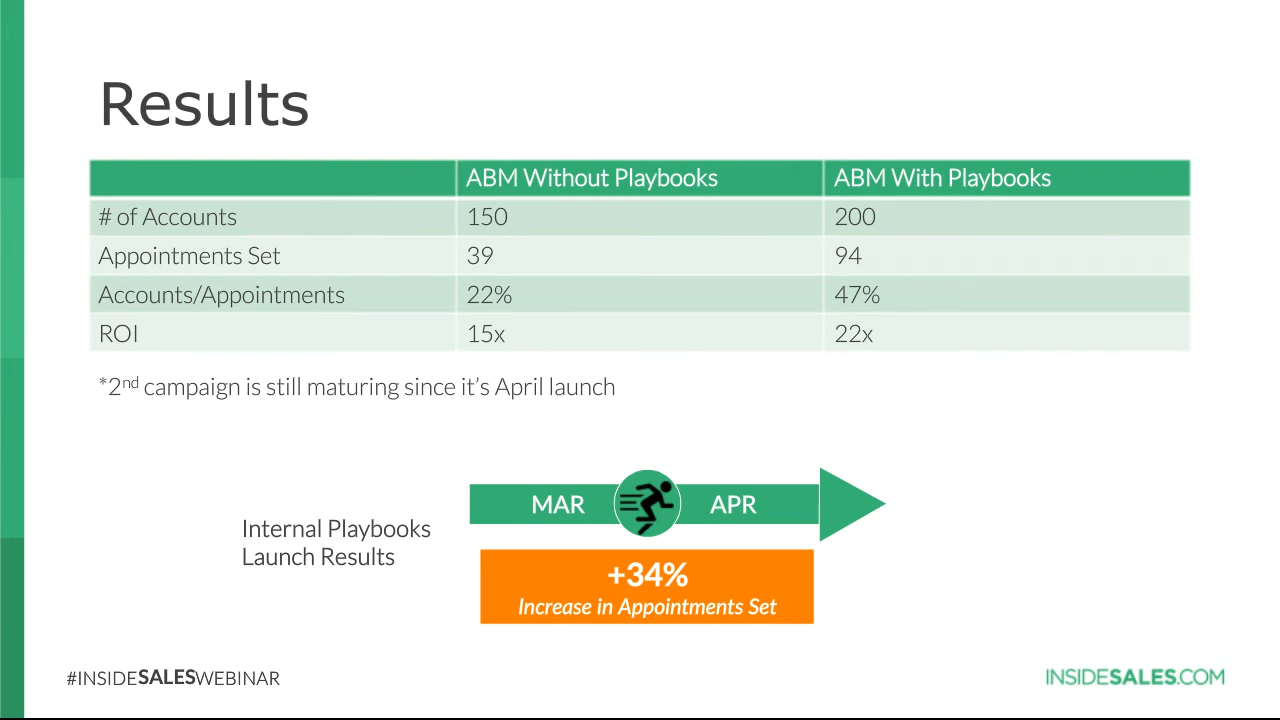 Results
ABM Without Playbooks ABM With Playbooks
# of Accounts 150 200
Appointments Set 39 94
Accounts/Appointments 22% 47%
ROI 15x 22x
*2nd campaign is still maturing since it’s April launch
MAR APR
Internal Playbooks
Launch Results
+34%
Increase in Appointments Set
#INSIDESALESWEBINAR
INSIDESALES.COM